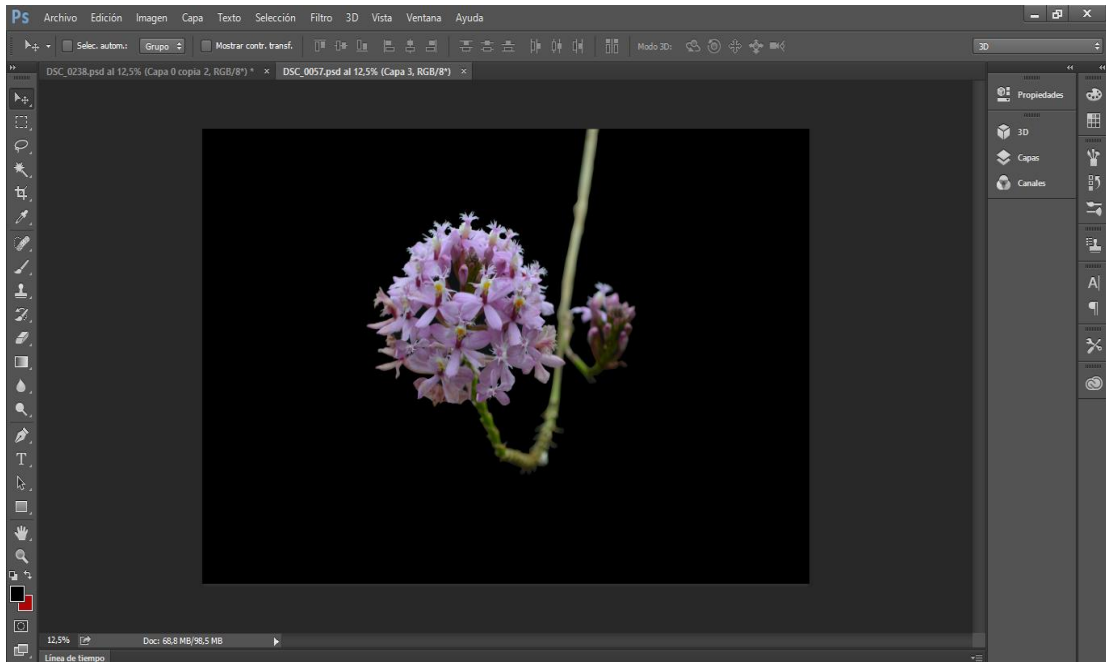 Ps Archivo Edición Imagen Capa Texto Selección Filtro 3D Vista Ventana Ayuda
Selec. autom.: Grupo Mostrar contr. transf. Modo 3D: 3D
DSC_0238.psd al 12,5% (Capa 0 copia 2, RGB/8*) * × DSC_0057.psd al 12,5% (Capa 3, RGB/8*) ×
Propiedades
3D
Capas
Canales
12,5% Doc: 68,8 MB/98,5 MB
Línea de tiempo